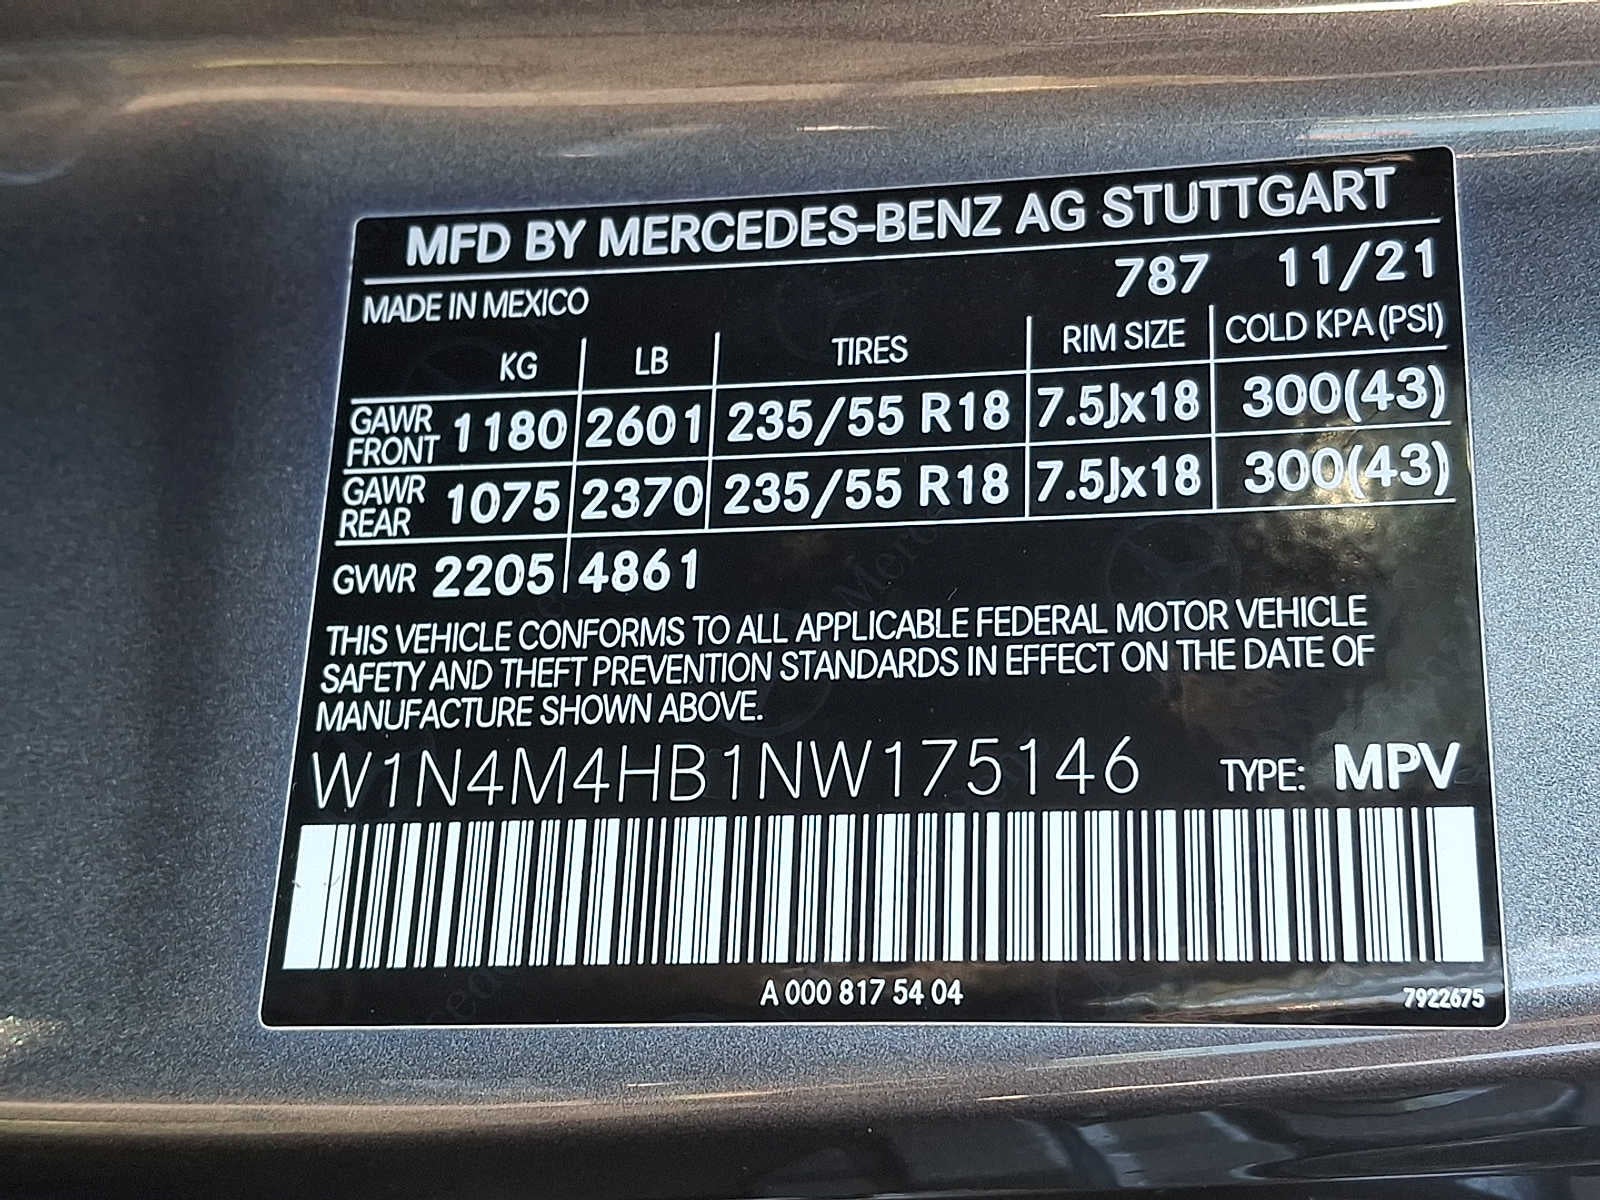 MFD BY MERCEDES-BENZ AG STUTTGART
787 11/21
MADE IN MEXICO
KG LB TIRES RIM SIZE COLD KPA(PSI)
GAWR FRONT 1180 2601 235/55 R18 7.5Jx18 300(43)
GAWR REAR 1075 2370 235/55 R18 7.5Jx18 300(43)
GVWR 2205 4861
THIS VEHICLE CONFORMS TO ALL APPLICABLE FEDERAL MOTOR VEHICLE
SAFETY AND THEFT PREVENTION STANDARDS IN EFFECT ON THE DATE OF
MANUFACTURE SHOWN ABOVE.
W1N4M4HB1NW175146 TYPE: MPV
A 000 817 54 04
7922675